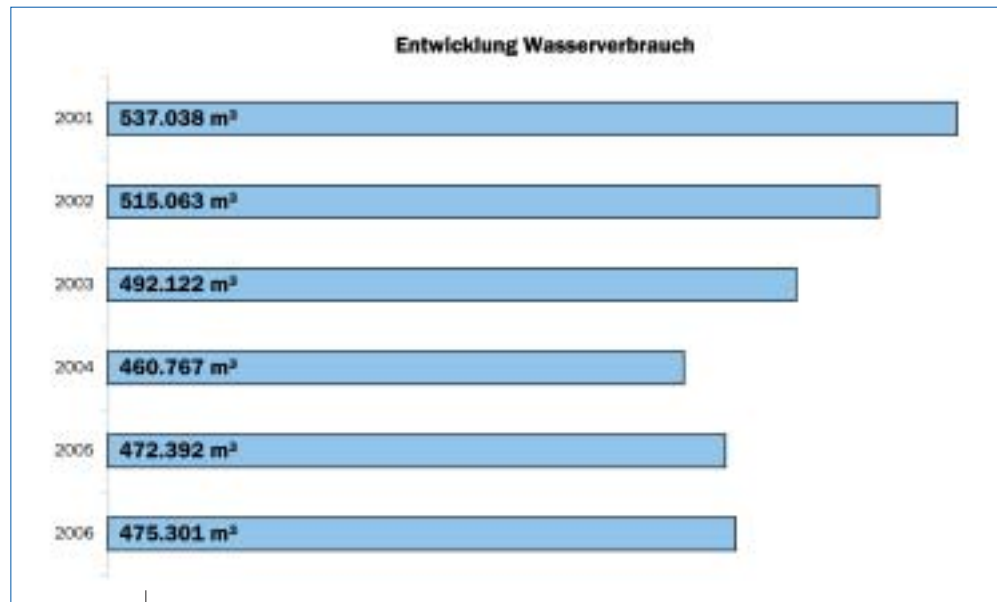 Entwicklung Wasserverbrauch
2001 537.038 m³
2002 515.063 m³
2003 492.122 m³
2004 460.767 m³
2005 472.392 m³
2006 475.301 m³